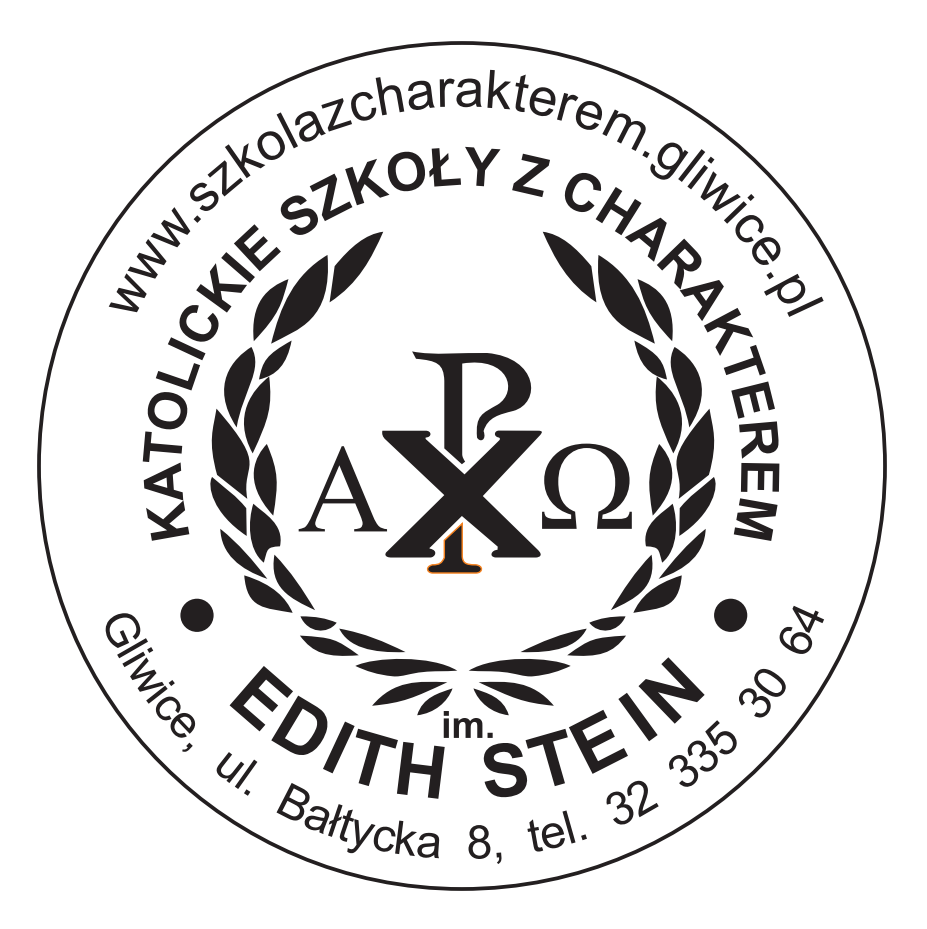 www.szkolazcharakterem.gliwice.pl
KATOLICKIE SZKOŁY Z CHARAKTEREM
Α Ω
im.
EDITH STEIN
Gliwice, ul. Bałtycka 8, tel. 32 335 30 64